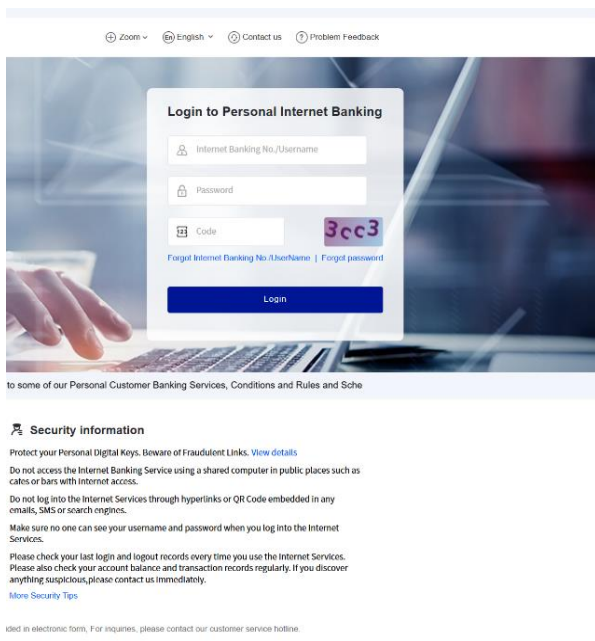 Zoom
En English
Contact us
? Problem Feedback
Login to Personal Internet Banking
Internet Banking No./Username
Password
123 Code
3cc3
Forgot Internet Banking No./UserName | Forgot password
Login
to some of our Personal Customer Banking Services, Conditions and Rules and Sche
Security information
Protect your Personal Digital Keys. Beware of Fraudulent Links. View details
Do not access the Internet Banking Service using a shared computer in public places such as
cafes or bars with internet access.
Do not log into the Internet Services through hyperlinks or QR Code embedded in any
emails, SMS or search engines.
Make sure no one can see your username and password when you log into the Internet
Services.
Please check your last login and logout records every time you use the Internet Services.
Please also check your account balance and transaction records regularly. If you discover
anything suspicious,please contact us immediately.
More Security Tips
ided in electronic form, For inquiries, please contact our customer service hotline.